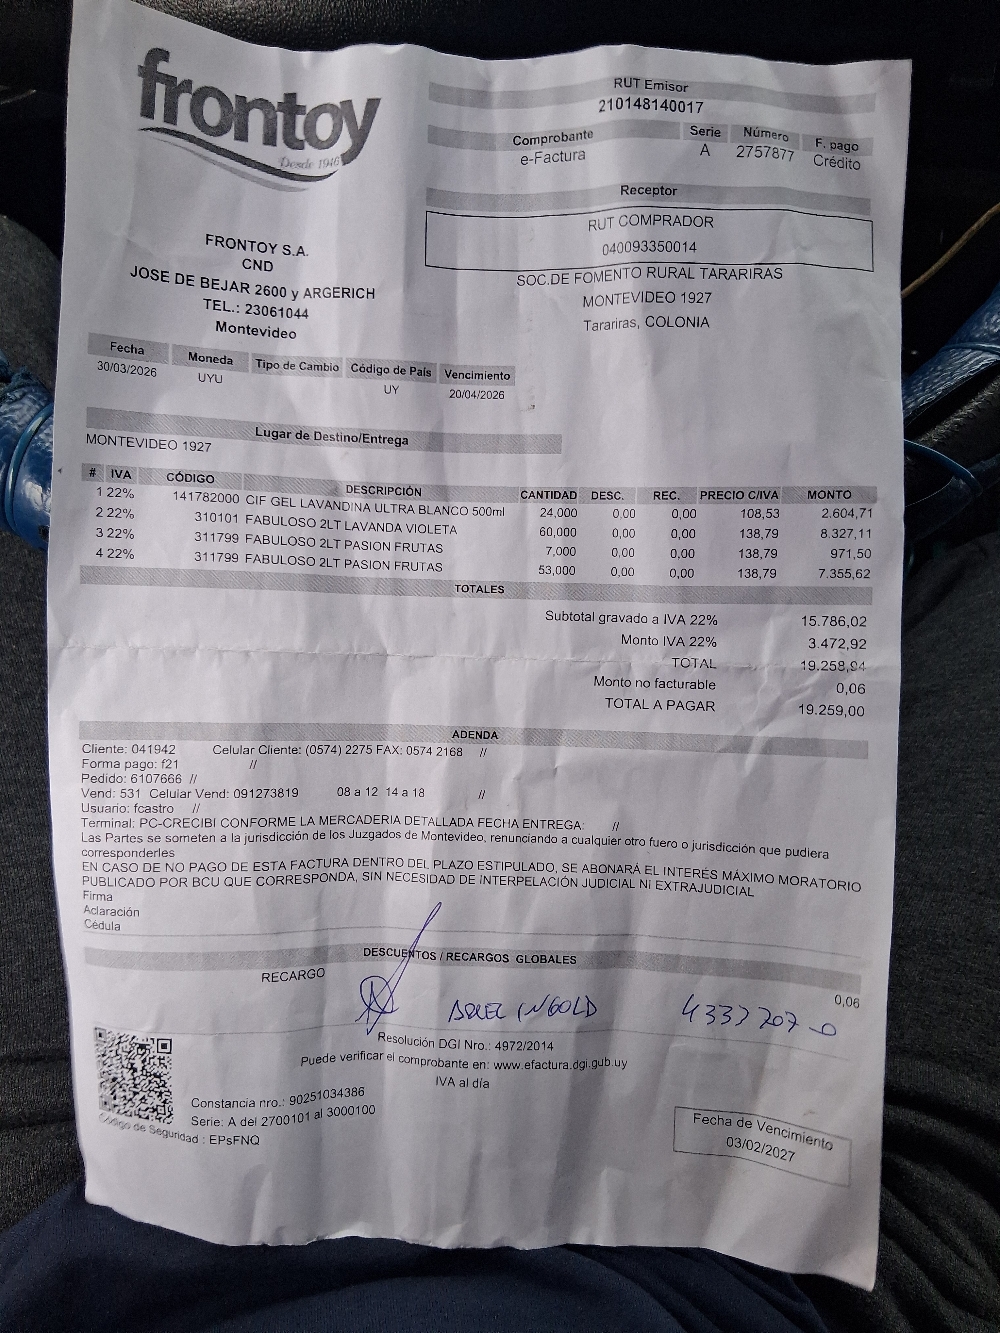 frontoy
Desde 1946
FRONTOY S.A.
CND
JOSE DE BEJAR 2600 y ARGERICH
TEL.: 23061044
Montevideo
RUT Emisor
210148140017
Comprobante Serie Número F. pago
e-Factura A 2757877 Crédito
Receptor
RUT COMPRADOR
040093350014
SOC.DE FOMENTO RURAL TARARIRAS
MONTEVIDEO 1927
Tarariras, COLONIA
Fecha Moneda Tipo de Cambio Código de País Vencimiento
30/03/2026 UYU UY 20/04/2026
Lugar de Destino/Entrega
MONTEVIDEO 1927
# IVA CÓDIGO DESCRIPCIÓN CANTIDAD DESC. REC. PRECIO C/IVA MONTO
1 22% 141782000 CIF GEL LAVANDINA ULTRA BLANCO 500ml 24,000 0,00 0,00 108,53 2.604,71
2 22% 310101 FABULOSO 2LT LAVANDA VIOLETA 60,000 0,00 0,00 138,79 8.327,11
3 22% 311799 FABULOSO 2LT PASION FRUTAS 7,000 0,00 0,00 138,79 971,50
4 22% 311799 FABULOSO 2LT PASION FRUTAS 53,000 0,00 0,00 138,79 7.355,62
TOTALES
Subtotal gravado a IVA 22% 15.786,02
Monto IVA 22% 3.472,92
TOTAL 19.258,94
Monto no facturable 0,06
TOTAL A PAGAR 19.259,00
ADENDA
Cliente: 041942 Celular Cliente: (0574) 2275 FAX: 0574 2168 //
Forma pago: f21 //
Pedido: 6107666 //
Vend: 531 Celular Vend: 091273819 08 a 12 14 a 18 //
Usuario: fcastro //
Terminal: PC-CRECIBI CONFORME LA MERCADERIA DETALLADA FECHA ENTREGA: //
Las Partes se someten a la jurisdicción de los Juzgados de Montevideo, renunciando a cualquier otro fuero o jurisdicción que pudiera
corresponderles
EN CASO DE NO PAGO DE ESTA FACTURA DENTRO DEL PLAZO ESTIPULADO, SE ABONARÁ EL INTERÉS MÁXIMO MORATORIO
PUBLICADO POR BCU QUE CORRESPONDA, SIN NECESIDAD DE INTERPELACIÓN JUDICIAL NI EXTRAJUDICIAL
Firma
Aclaración
Cédula
DESCUENTOS / RECARGOS GLOBALES
RECARGO 0,06
INGOLD
Resolución DGI Nro.: 4972/2014
Puede verificar el comprobante en: www.efactura.dgi.gub.uy
IVA al día
Constancia nro.: 90251034386
Serie: A del 2700101 al 3000100
Código de Seguridad : EPsFNQ
Fecha de Vencimiento
03/02/2027